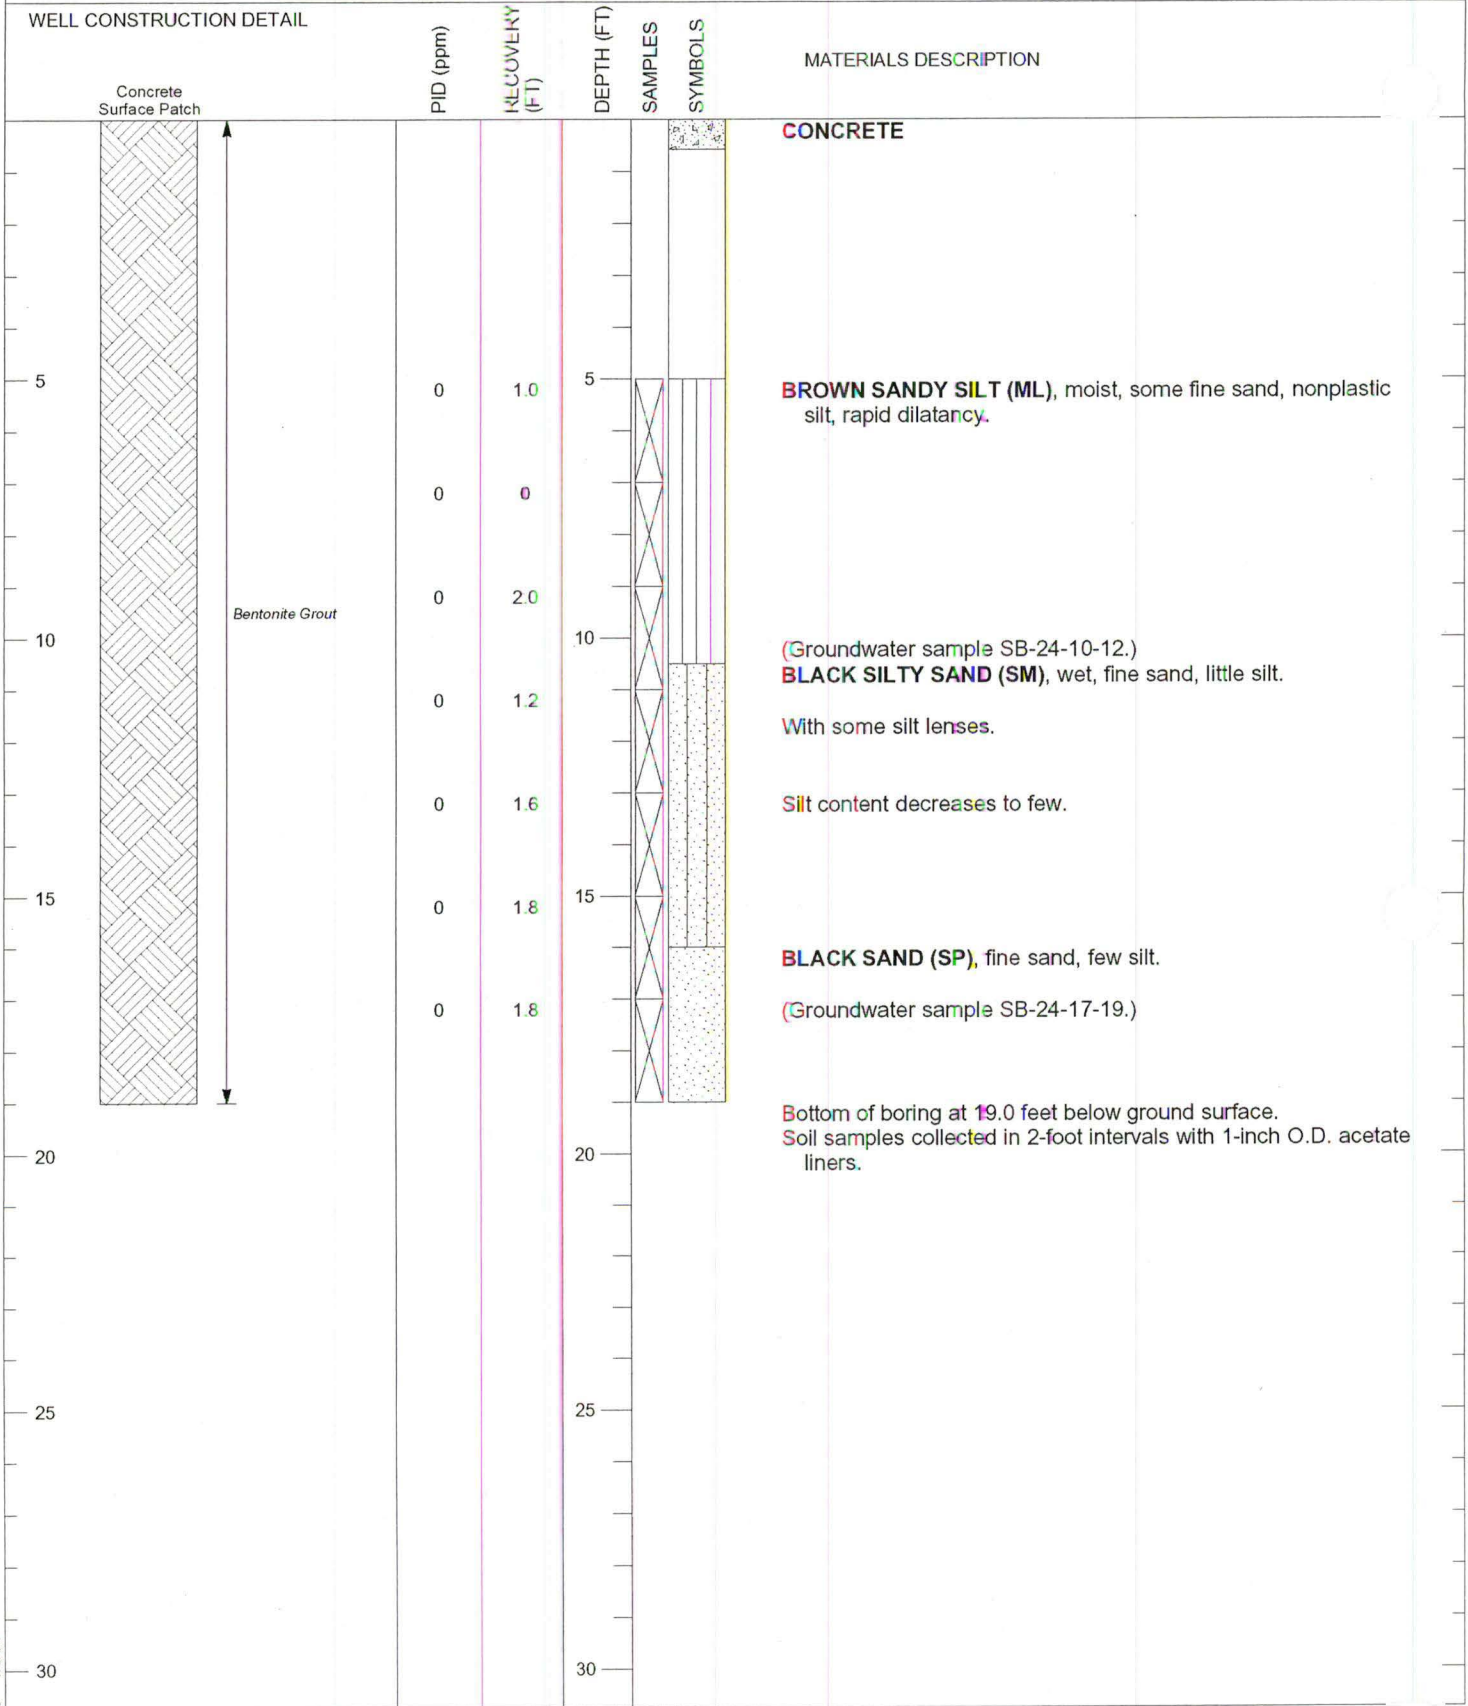 WELL CONSTRUCTION DETAIL
PID (ppm)
RECOVERY
(FT)
DEPTH (FT)
SAMPLES
SYMBOLS
MATERIALS DESCRIPTION
Concrete
Surface Patch
CONCRETE
5
0
1.0
5
BROWN SANDY SILT (ML), moist, some fine sand, nonplastic
silt, rapid dilatancy.
0
0
0
2.0
Bentonite Grout
10
10
(Groundwater sample SB-24-10-12.)
BLACK SILTY SAND (SM), wet, fine sand, little silt.
0
1.2
With some silt lenses.
0
1.6
Silt content decreases to few.
15
0
1.8
15
BLACK SAND (SP), fine sand, few silt.
0
1.8
(Groundwater sample SB-24-17-19.)
Bottom of boring at 19.0 feet below ground surface.
Soil samples collected in 2-foot intervals with 1-inch O.D. acetate
liners.
20
20
25
25
30
30